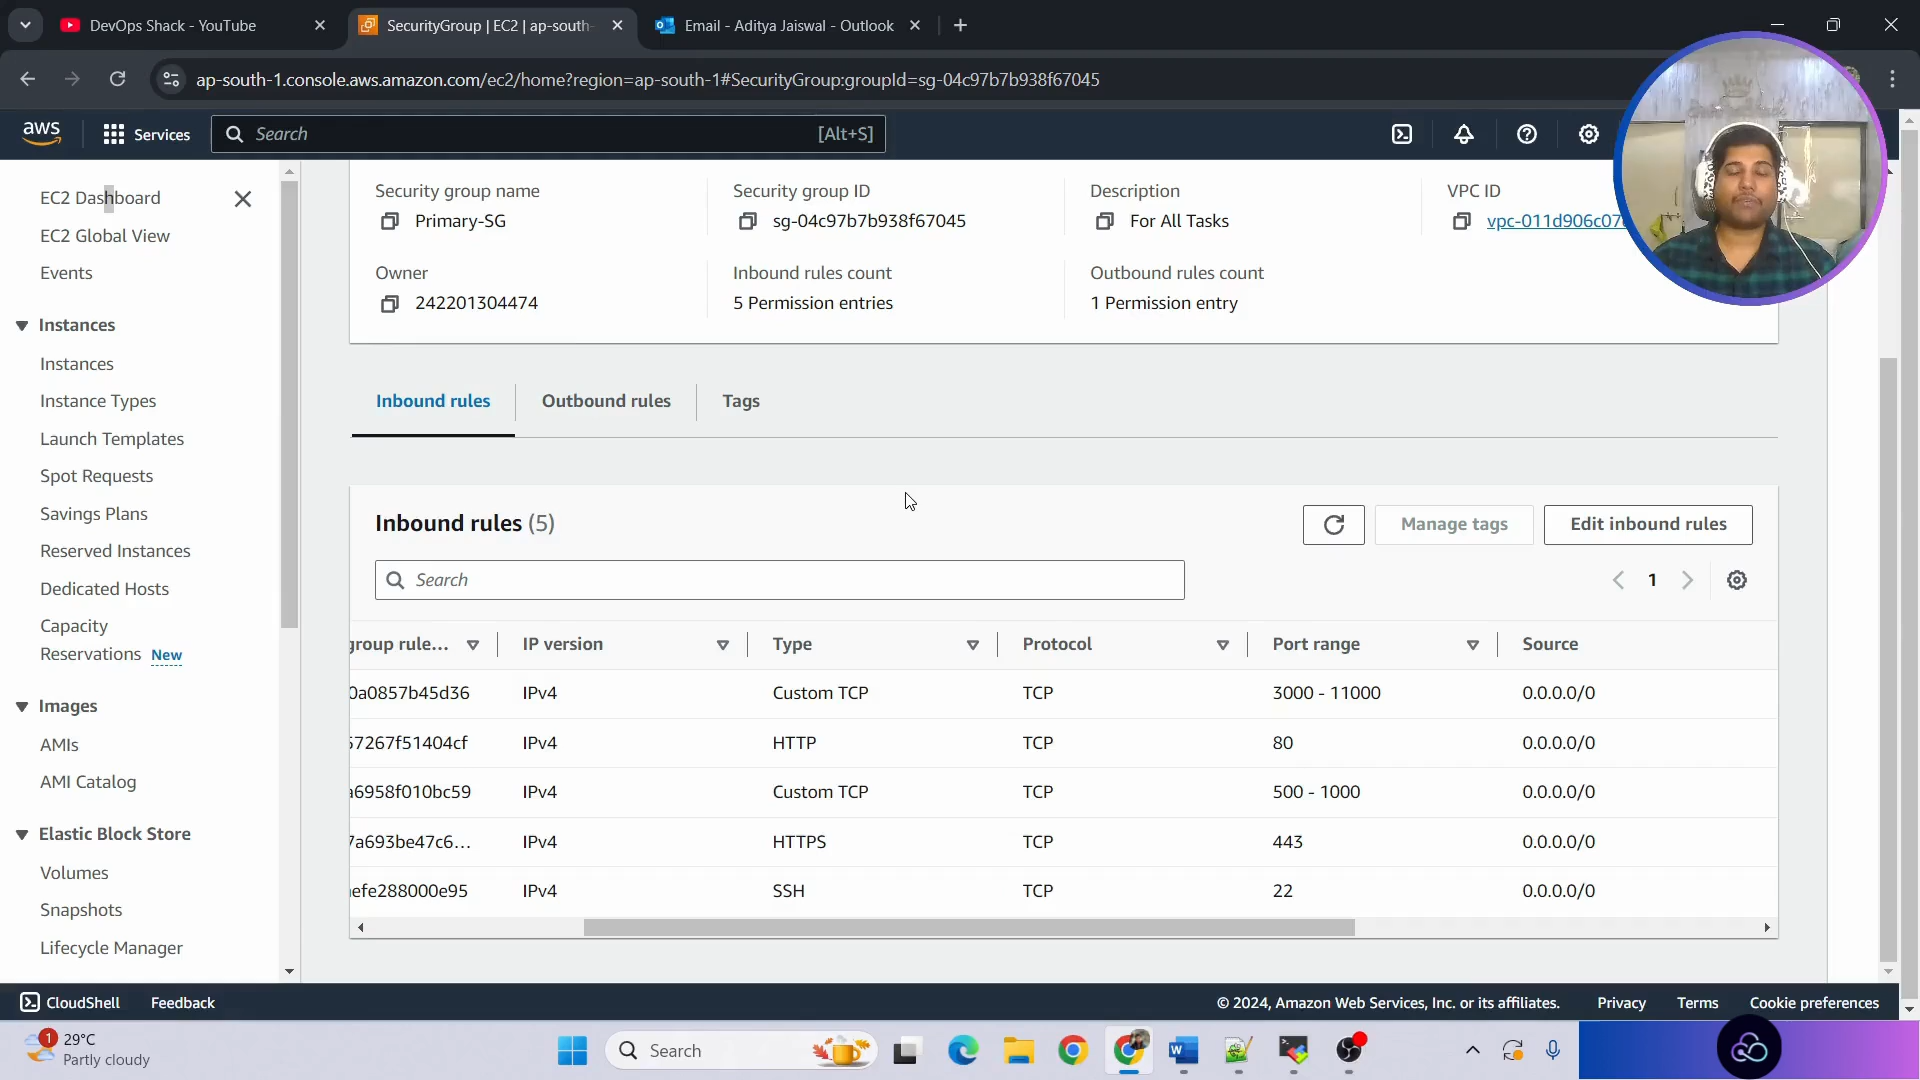 DevOps Shack - YouTube
SecurityGroup | EC2 | ap-south-
Email - Aditya Jaiswal - Outlook
ap-south-1.console.aws.amazon.com/ec2/home?region=ap-south-1#SecurityGroup:groupId=sg-04c97b7b938f67045
aws
Services
Search
[Alt+S]
EC2 Dashboard
EC2 Global View
Events
Instances
Instances
Instance Types
Launch Templates
Spot Requests
Savings Plans
Reserved Instances
Dedicated Hosts
Capacity
Reservations New
Images
AMIs
AMI Catalog
Elastic Block Store
Volumes
Snapshots
Lifecycle Manager
Security group name
Primary-SG
Security group ID
sg-04c97b7b938f67045
Description
For All Tasks
VPC ID
vpc-011d906c07
Owner
242201304474
Inbound rules count
5 Permission entries
Outbound rules count
1 Permission entry
Inbound rules
Outbound rules
Tags
Inbound rules (5)
Manage tags
Edit inbound rules
Search
1
group rule...
IP version
Type
Protocol
Port range
Source
0a0857b45d36 IPv4 Custom TCP TCP 3000 - 11000 0.0.0.0/0
57267f51404cf IPv4 HTTP TCP 80 0.0.0.0/0
a6958f010bc59 IPv4 Custom TCP TCP 500 - 1000 0.0.0.0/0
7a693be47c6... IPv4 HTTPS TCP 443 0.0.0.0/0
efe288000e95 IPv4 SSH TCP 22 0.0.0.0/0
CloudShell
Feedback
© 2024, Amazon Web Services, Inc. or its affiliates.
Privacy
Terms
Cookie preferences
1
29°C
Partly cloudy
Search